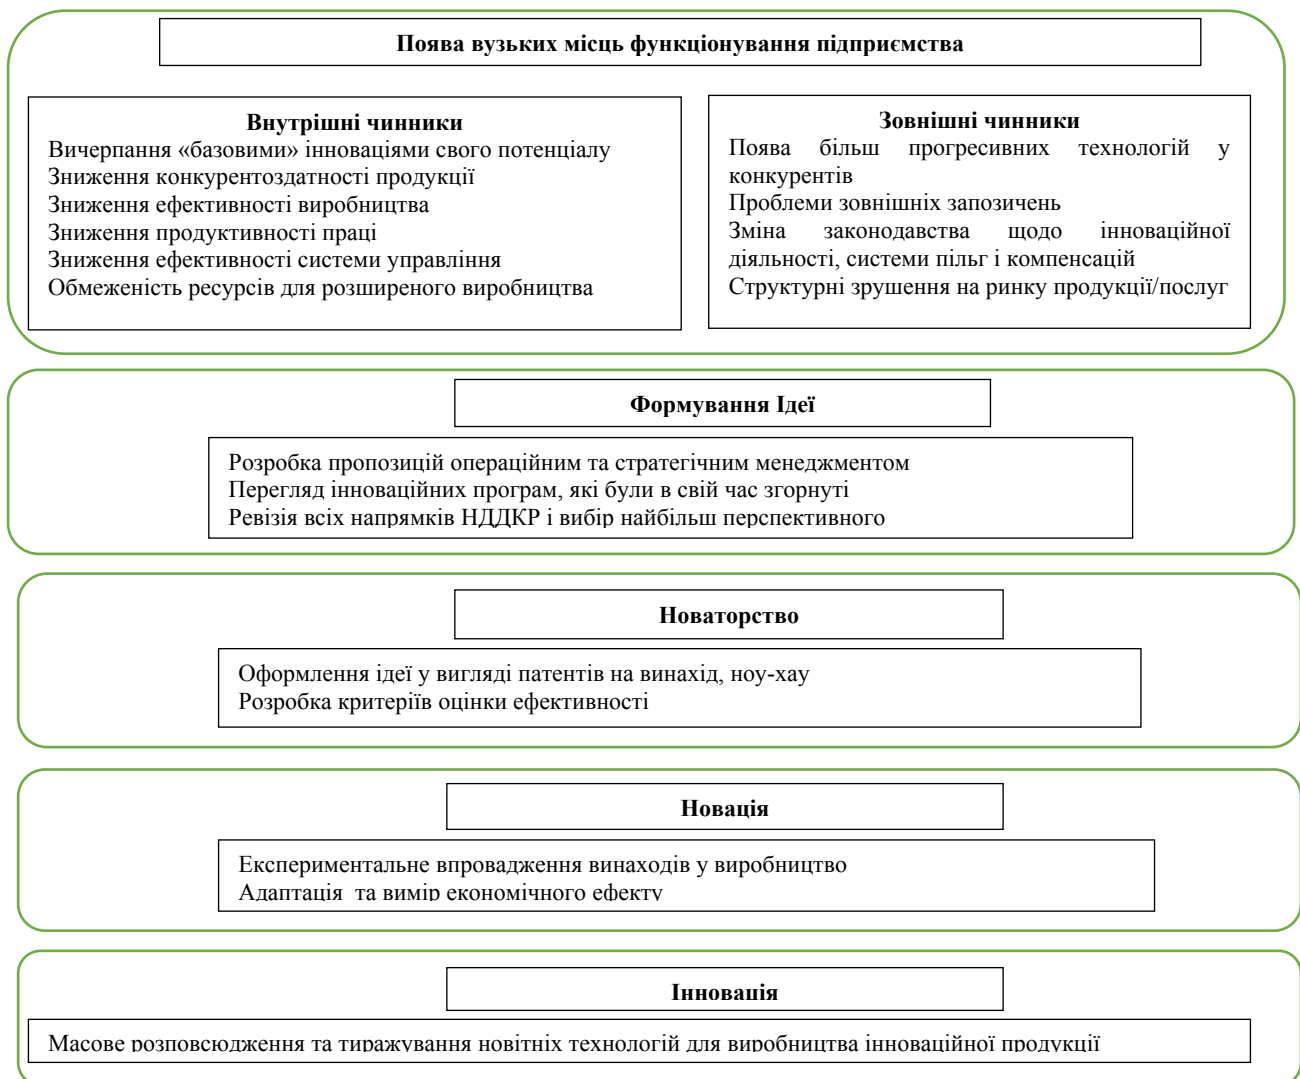 Поява вузьких місць функціонування підприємства
Внутрішні чинники
Вичерпання «базовими» інноваціями свого потенціалу
Зниження конкурентоздатності продукції
Зниження ефективності виробництва
Зниження продуктивності праці
Зниження ефективності системи управління
Обмеженість ресурсів для розширеного виробництва
Зовнішні чинники
Поява більш прогресивних технологій у
конкурентів
Проблеми зовнішніх запозичень
Зміна законодавства щодо інноваційної
діяльності, системи пільг і компенсацій
Структурні зрушення на ринку продукції/послуг
Формування Ідеї
Розробка пропозицій операційним та стратегічним менеджментом
Перегляд інноваційних програм, які були в свій час згорнуті
Ревізія всіх напрямків НДДКР і вибір найбільш перспективного
Новаторство
Оформлення ідеї у вигляді патентів на винахід, ноу-хау
Розробка критеріїв оцінки ефективності
Новація
Експериментальне впровадження винаходів у виробництво
Адаптація та вимір економічного ефекту
Інновація
Масове розповсюдження та тиражування новітніх технологій для виробництва інноваційної продукції